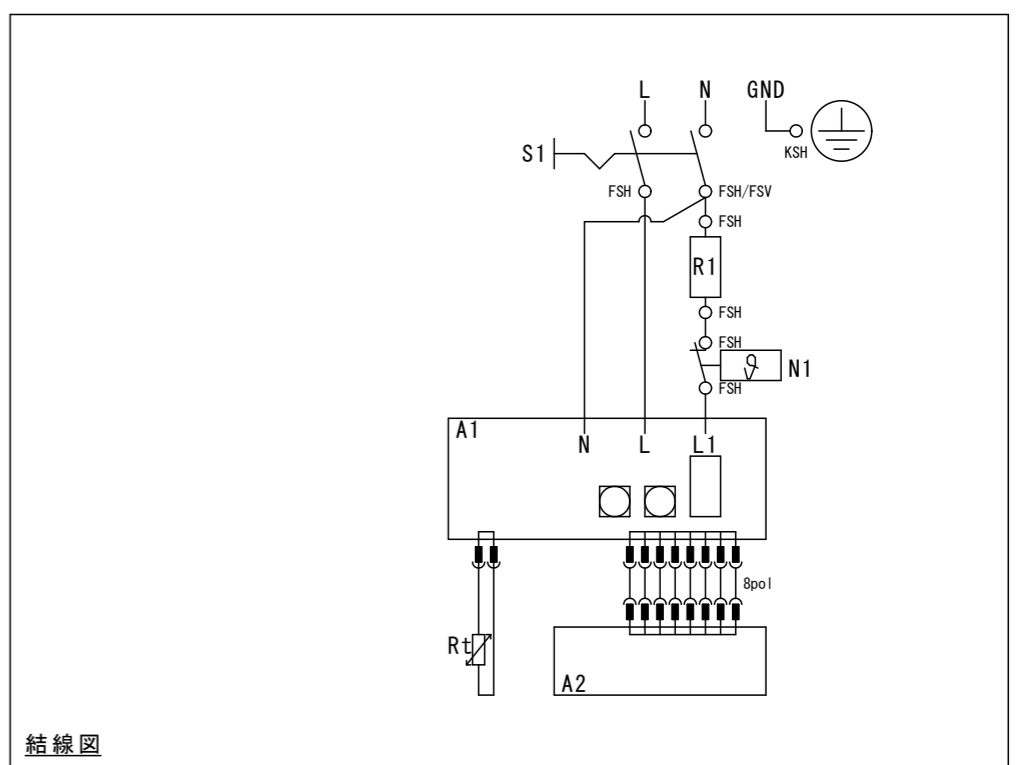 L N GND
S1
KSH
FSH FSH/FSV
FSH
R1
FSH
FSH
N1
FSH
A1
N L L1
8pol
Rt
A2
結線図